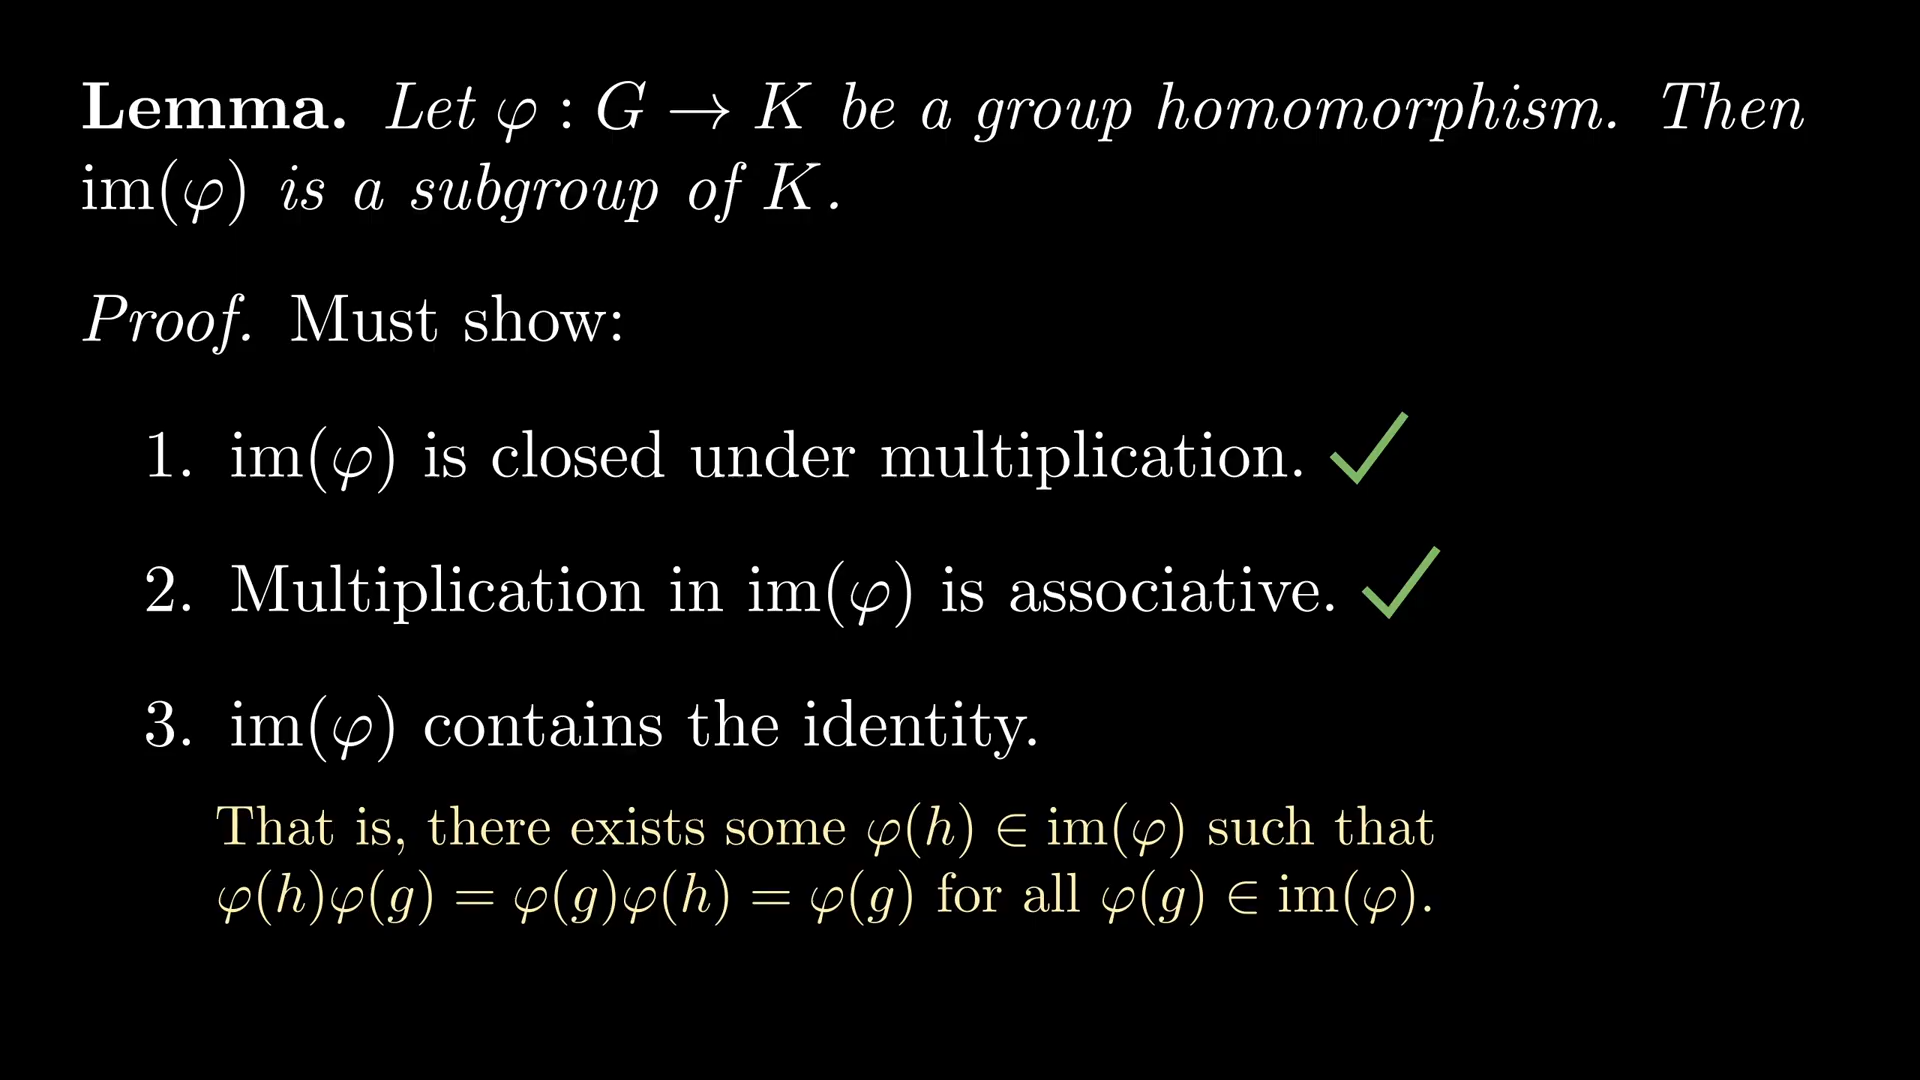 Lemma. Let φ : G → K be a group homomorphism. Then
im(φ) is a subgroup of K.
Proof. Must show:
1. im(φ) is closed under multiplication. ✓
2. Multiplication in im(φ) is associative. ✓
3. im(φ) contains the identity.
That is, there exists some φ(h) ∈ im(φ) such that
φ(h)φ(g) = φ(g)φ(h) = φ(g) for all φ(g) ∈ im(φ).